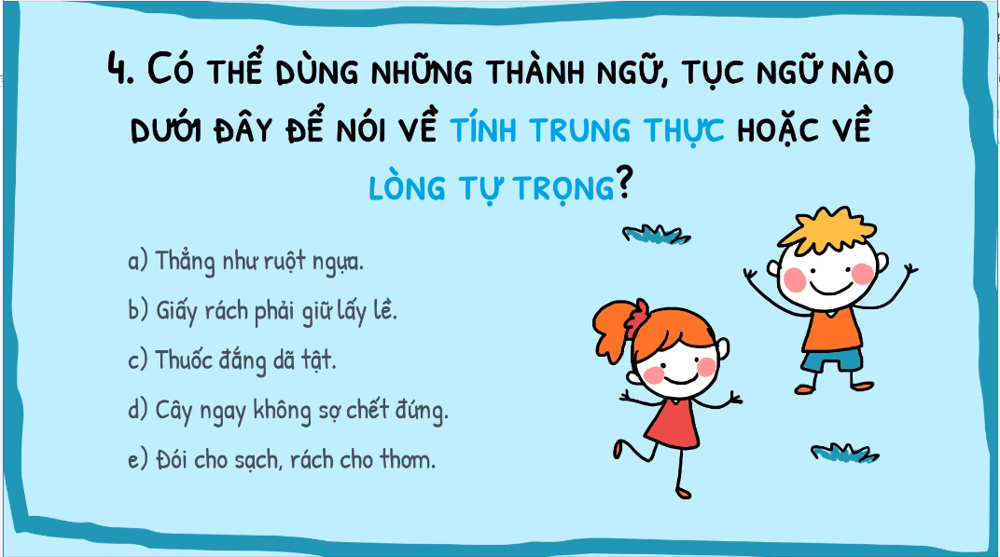 4. CÓ THỂ DÙNG NHỮNG THÀNH NGỮ, TỤC NGỮ NÀO
DƯỚI ĐÂY ĐỂ NÓI VỀ TÍNH TRUNG THỰC HOẶC VỀ
LÒNG TỰ TRỌNG?
a) Thẳng như ruột ngựa.
b) Giấy rách phải giữ lấy lề.
c) Thuốc đắng dã tật.
d) Cây ngay không sợ chết đứng.
e) Đói cho sạch, rách cho thơm.